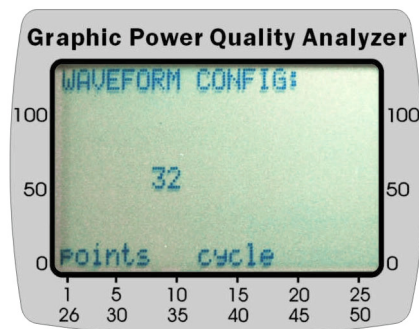 Graphic Power Quality Analyzer
WAVEFORM CONFIG:
100 100
32
50 50
points cycle
0 0
1 5 10 15 20 25
26 30 35 40 45 50